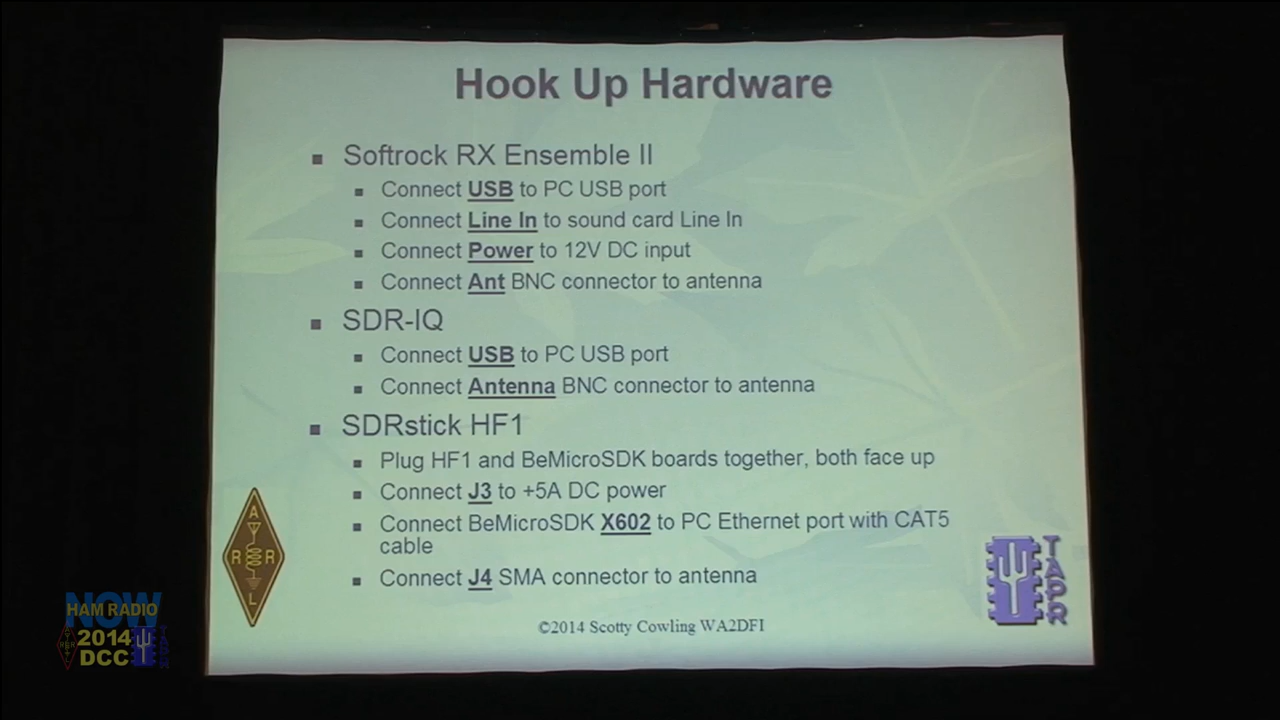 Hook Up Hardware
Softrock RX Ensemble II
Connect USB to PC USB port
Connect Line In to sound card Line In
Connect Power to 12V DC input
Connect Ant BNC connector to antenna
SDR-IQ
Connect USB to PC USB port
Connect Antenna BNC connector to antenna
SDRstick HF1
Plug HF1 and BeMicroSDK boards together, both face up
Connect J3 to +5A DC power
Connect BeMicroSDK X602 to PC Ethernet port with CAT5
cable
Connect J4 SMA connector to antenna
©2014 Scotty Cowling WA2DFI
A
R R
L
TAPR
NOW
HAM RADIO
2014
DCC
TAPR